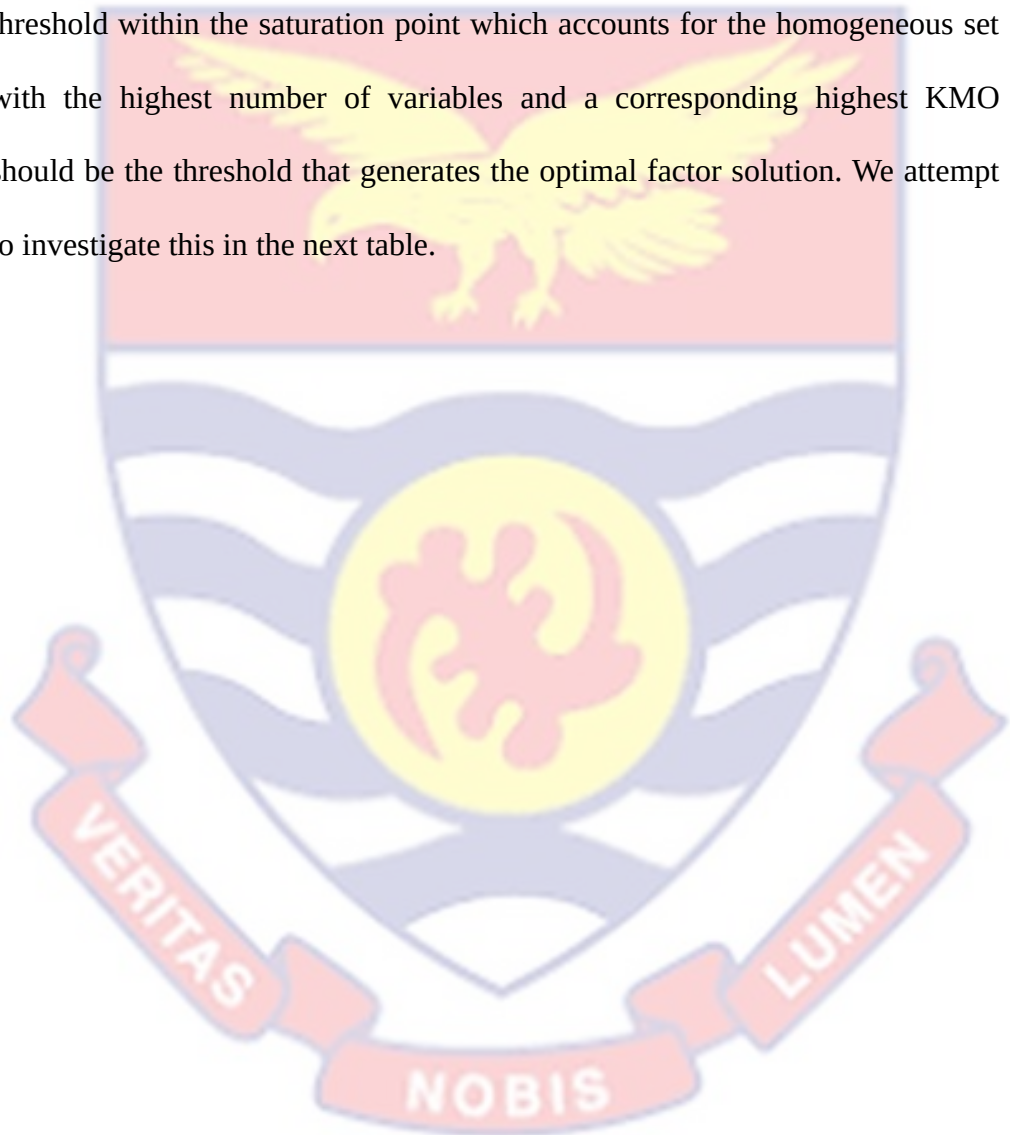 hreshold within the saturation point which accounts for the homogeneous set
with the highest number of variables and a corresponding highest KMO
should be the threshold that generates the optimal factor solution. We attempt
o investigate this in the next table.
VERITAS
NOBIS
LUMEN